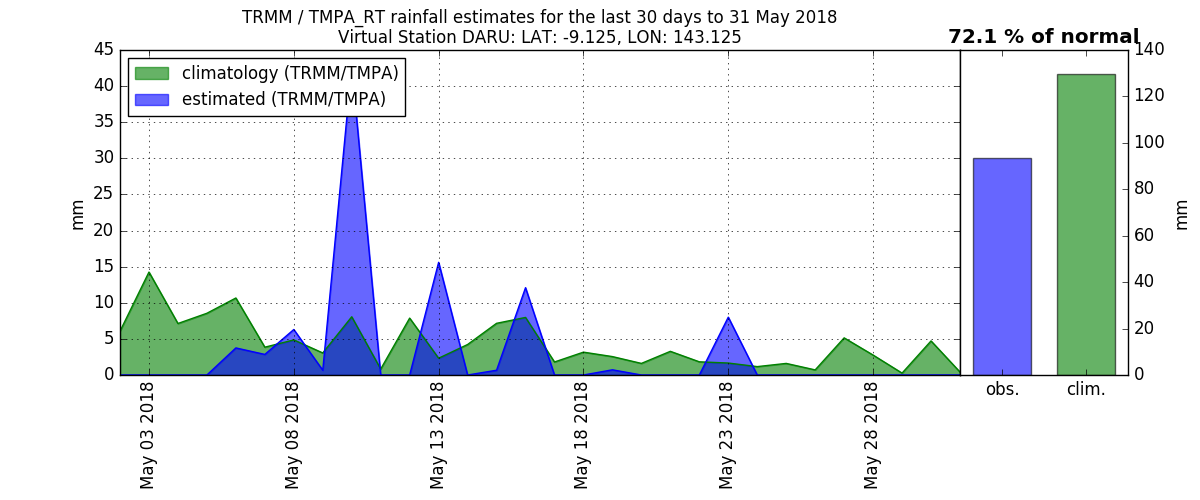 TRMM / TMPA_RT rainfall estimates for the last 30 days to 31 May 2018
Virtual Station DARU: LAT: -9.125, LON: 143.125
72.1 % of normal
climatology (TRMM/TMPA)
estimated (TRMM/TMPA)
45
40
35
30
25
20
15
10
5
0
mm
May 03 2018
May 08 2018
May 13 2018
May 18 2018
May 23 2018
May 28 2018
140
120
100
80
60
40
20
0
mm
obs.
clim.